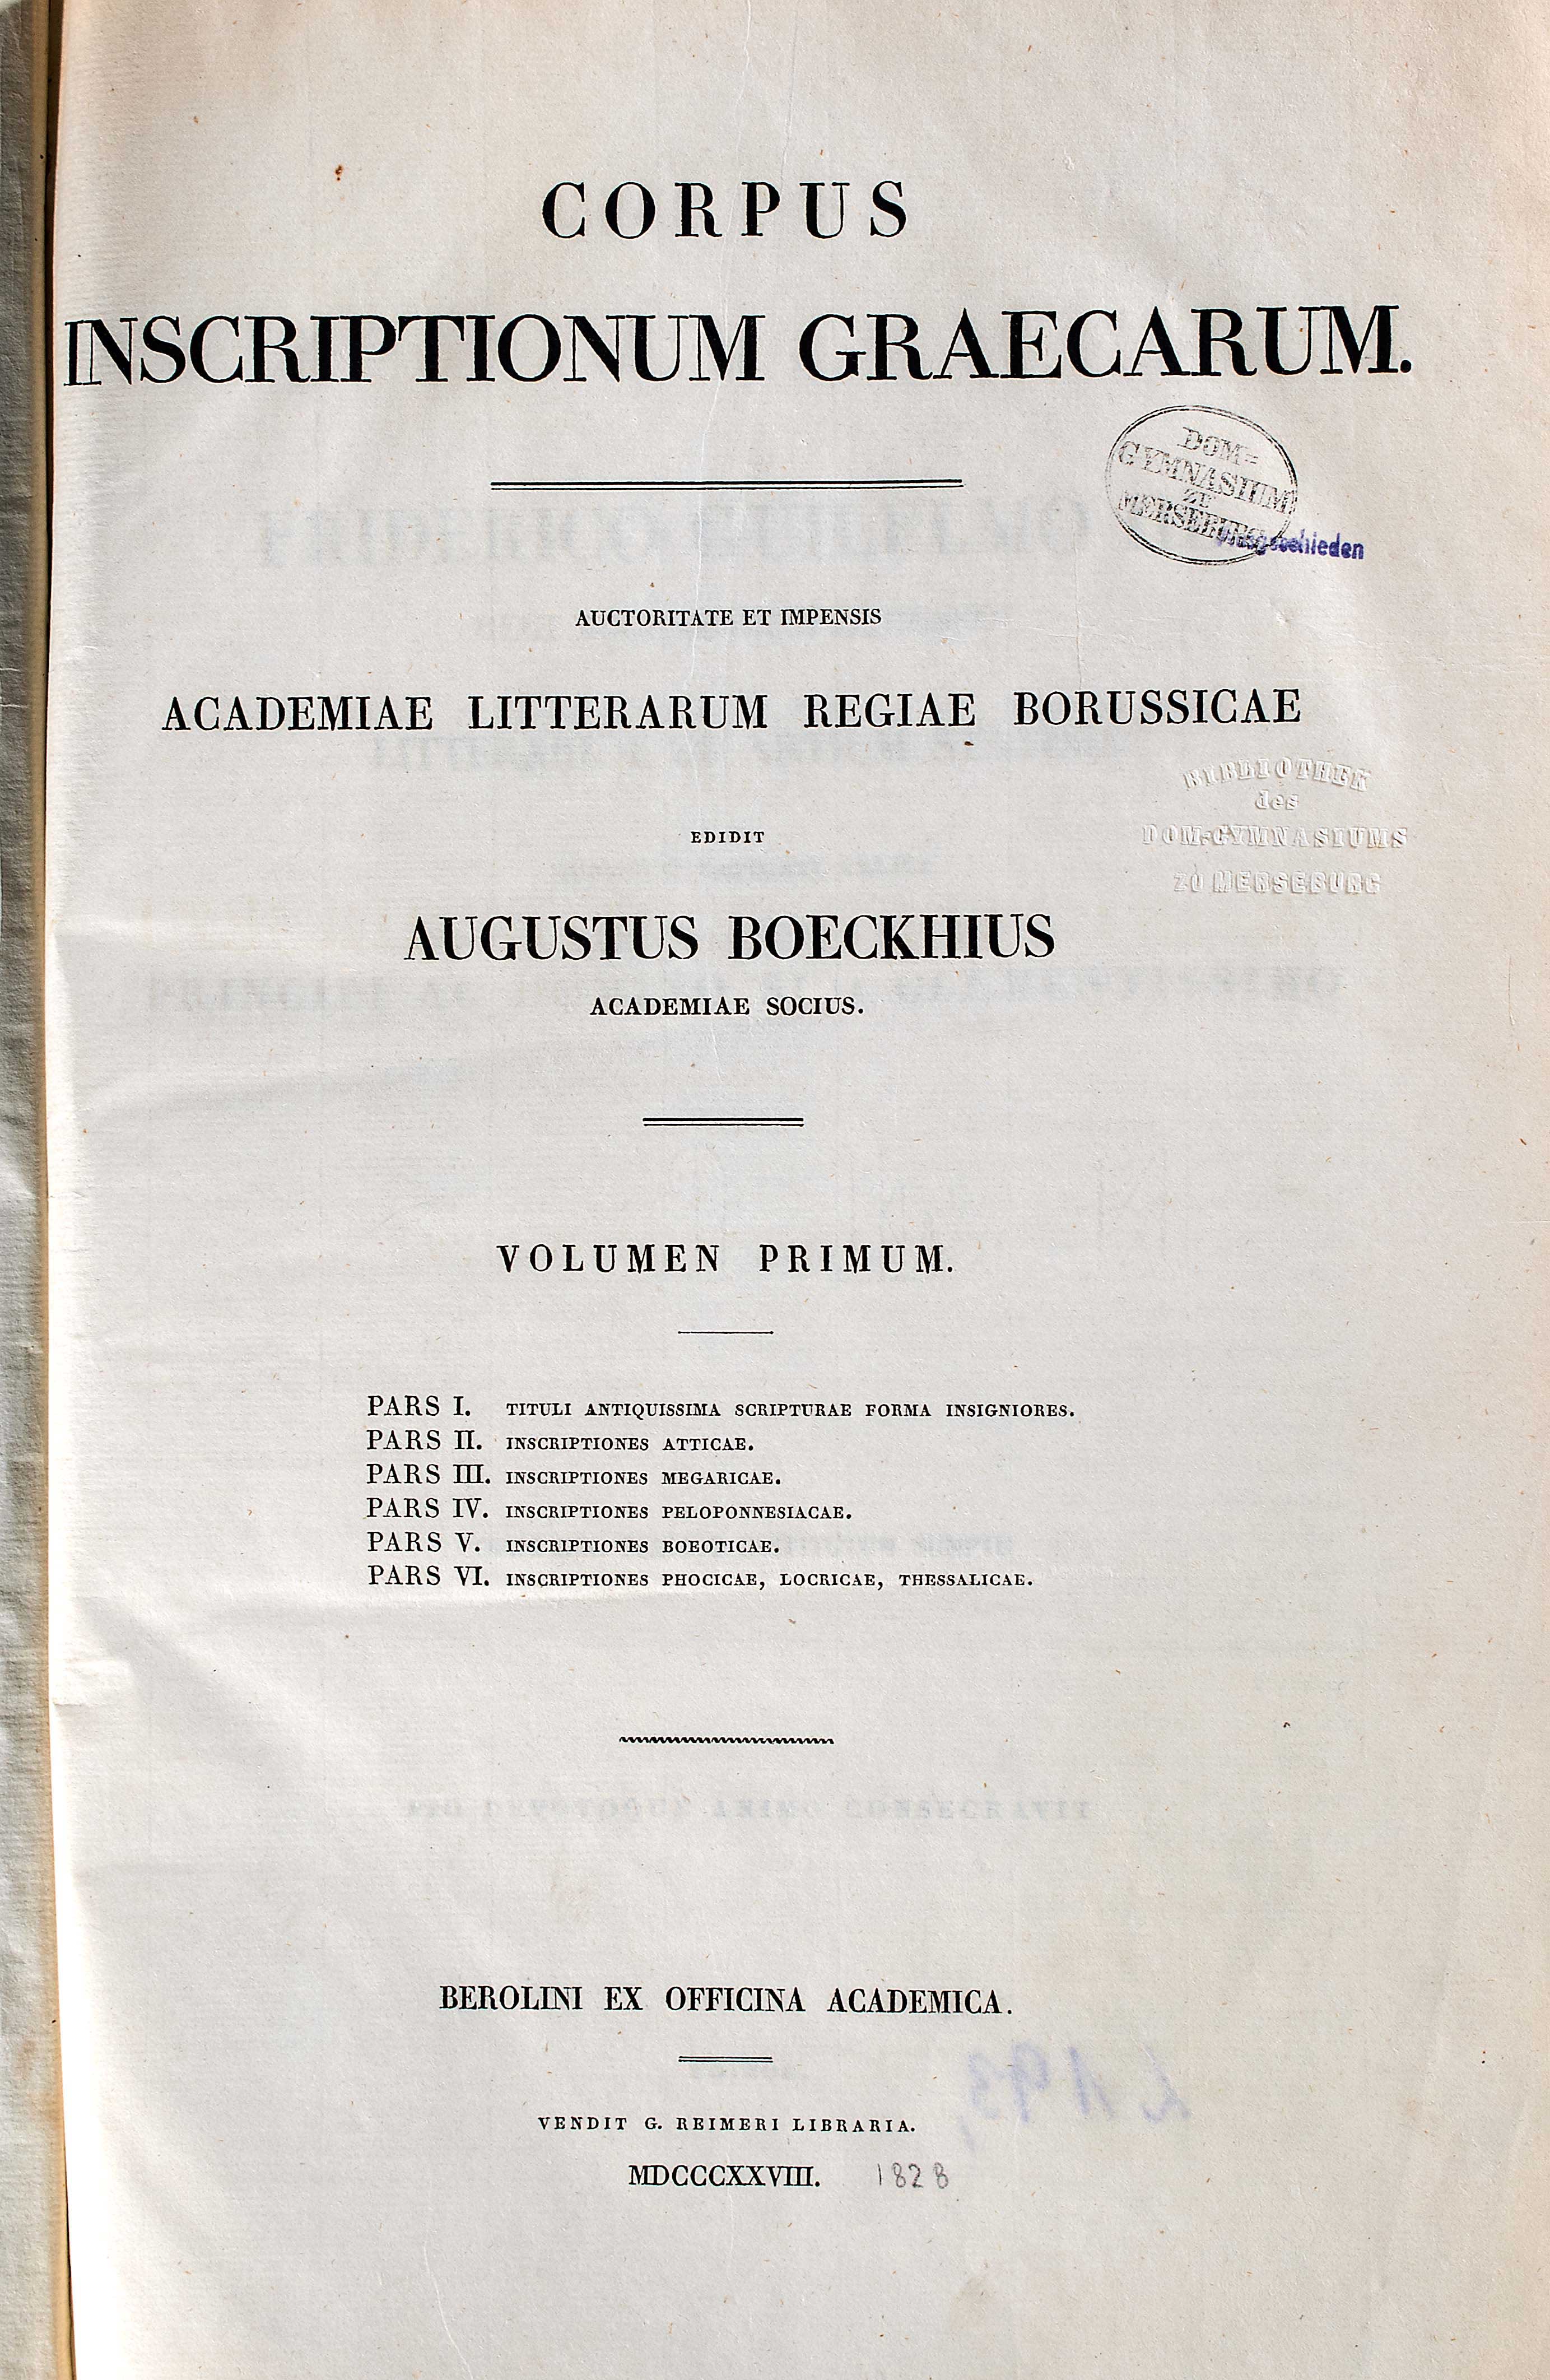 CORPUS
INSCRIPTIONUM GRAECARUM.
DOM=
GYMNASIUM
ZU
MERSEBURG
AUCTORITATE ET IMPENSIS
ACADEMIAE LITTERARUM REGIAE BORUSSICAE
BIBLIOTHEK
des
DOM-GYMNASIUMS
ZU MERSEBURG
EDIDIT
AUGUSTUS BOECKHIUS
ACADEMIAE SOCIUS.
VOLUMEN PRIMUM.
PARS I. TITULI ANTIQUISSIMA SCRIPTURAE FORMA INSIGNIORES.
PARS II. INSCRIPTIONES ATTICAE.
PARS III. INSCRIPTIONES MEGARICAE.
PARS IV. INSCRIPTIONES PELOPONNESIACAE.
PARS V. INSCRIPTIONES BOEOTICAE.
PARS VI. INSCRIPTIONES PHOCICAE, LOCRICAE, THESSALICAE.
BEROLINI EX OFFICINA ACADEMICA.
VENDIT G. REIMERI LIBRARIA.
MDCCCXXVIII. 1828